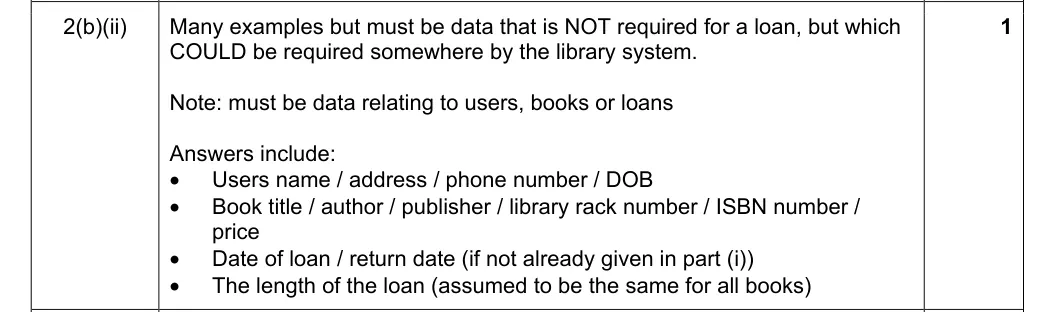 2(b)(ii)
Many examples but must be data that is NOT required for a loan, but which
COULD be required somewhere by the library system.
Note: must be data relating to users, books or loans
Answers include:
• Users name / address / phone number / DOB
• Book title / author / publisher / library rack number / ISBN number /
price
• Date of loan / return date (if not already given in part (i))
• The length of the loan (assumed to be the same for all books)
1